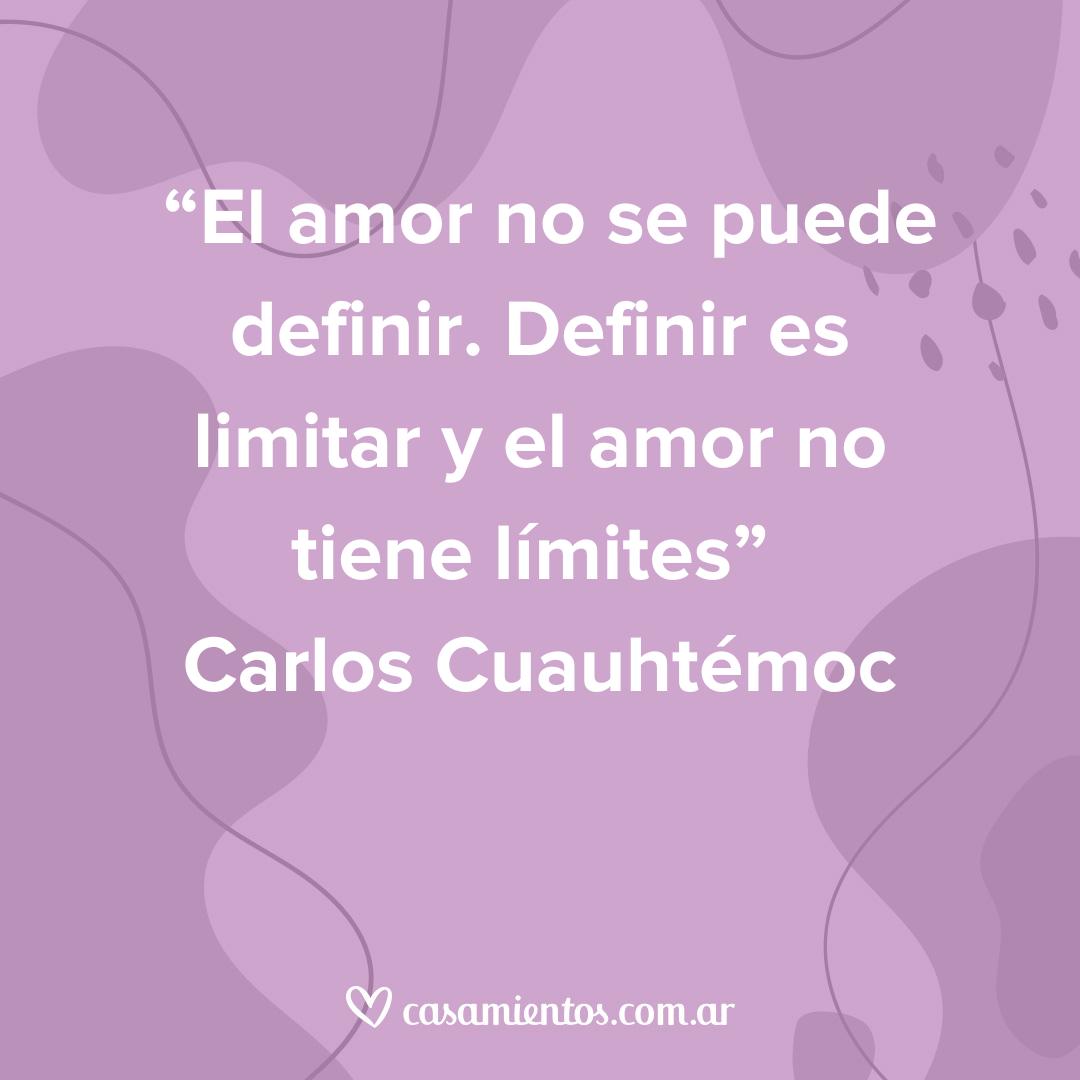 “El amor no se puede
definir. Definir es
limitar y el amor no
tiene límites”
Carlos Cuauhtémoc
casamientos.com.ar